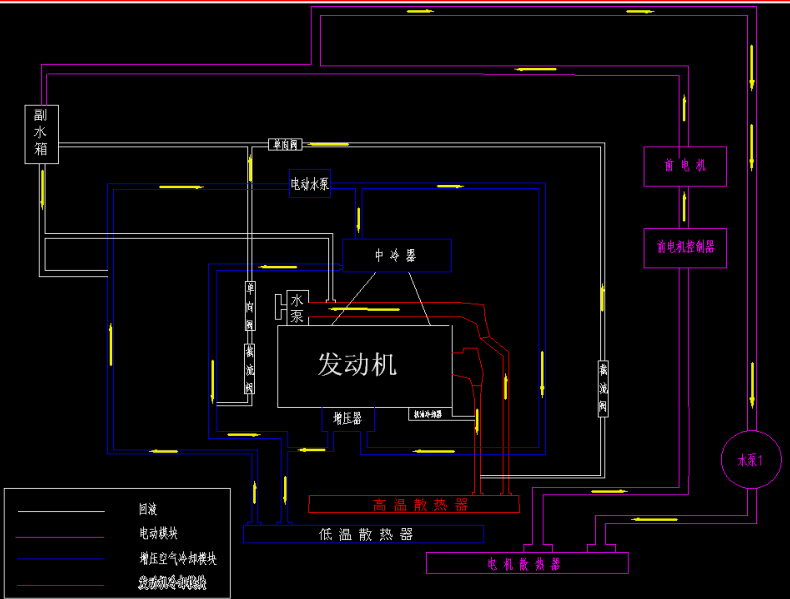 副水箱
单向阀
电动水泵
前电机
中冷器
前电机控制器
单向阀
水泵
截流阀
发动机
截流阀
增压器
机油冷却器
水泵1
高温散热器
低温散热器
电机散热器
回液
电动模块
增压空气冷却模块
发动机冷却模块